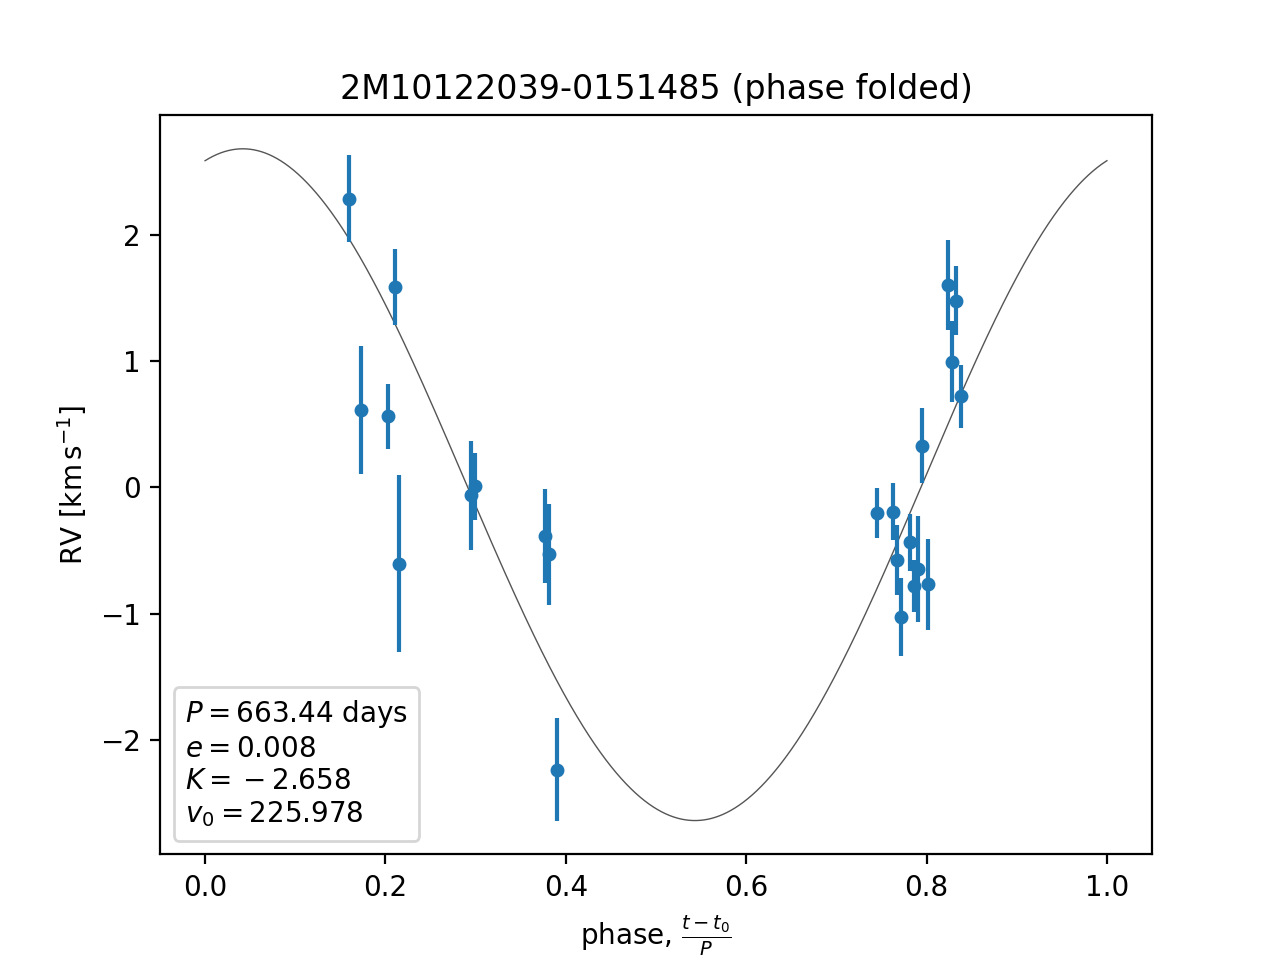 2M10122039-0151485 (phase folded)
RV [km s⁻¹]
2
1
0
−1
−2
P = 663.44 days
e = 0.008
K = −2.658
v₀ = 225.978
0.0 0.2 0.4 0.6 0.8 1.0
phase, (t − t₀)/P